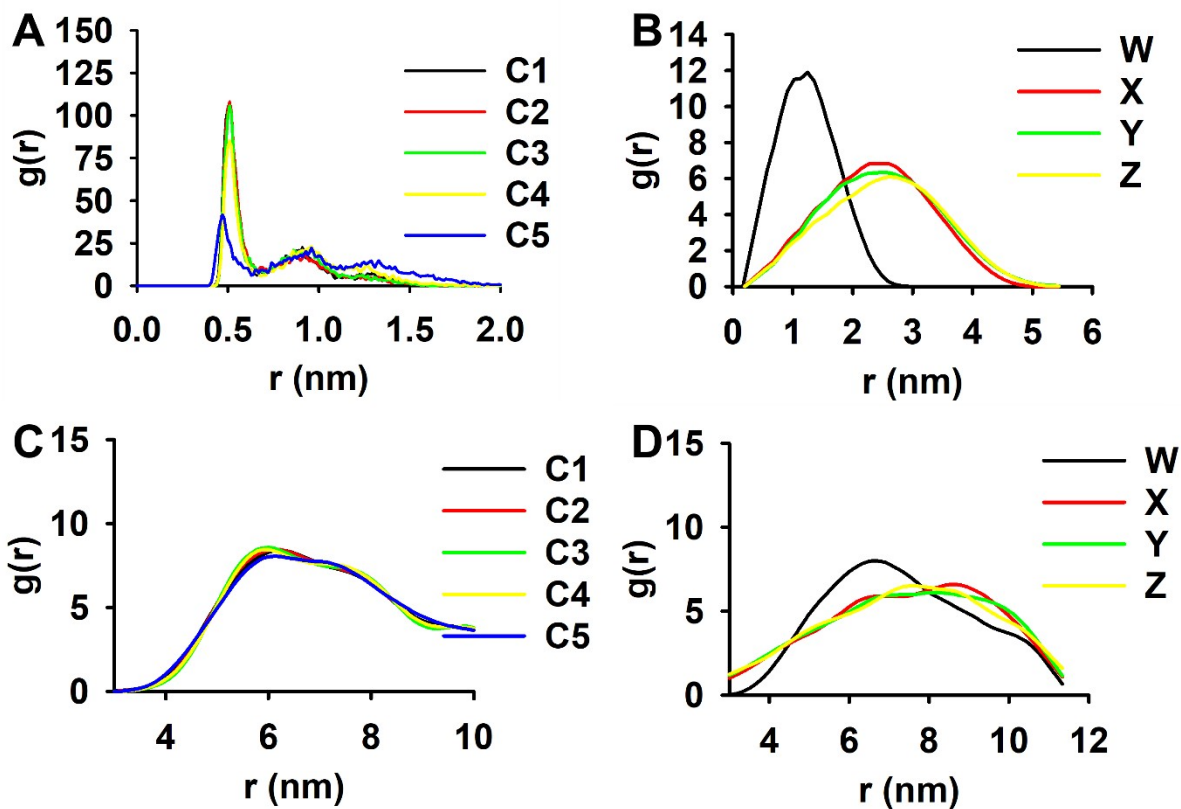 A
g(r)
150
125
100
75
50
25
0
0.0 0.5 1.0 1.5 2.0
r (nm)
C1
C2
C3
C4
C5
B
g(r)
14
12
10
8
6
4
2
0
0 1 2 3 4 5 6
r (nm)
W
X
Y
Z
C
g(r)
15
10
5
0
4 6 8 10
r (nm)
C1
C2
C3
C4
C5
D
g(r)
15
10
5
0
4 6 8 10 12
r (nm)
W
X
Y
Z